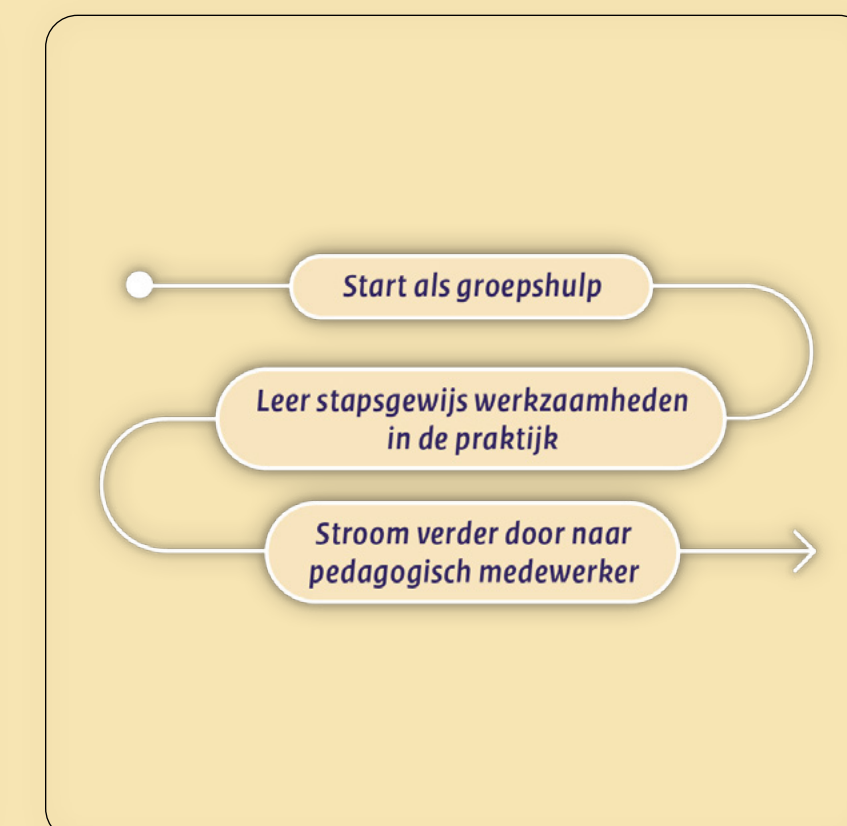 Start als groepshulp
Leer stapsgewijs werkzaamheden
in de praktijk
Stroom verder door naar
pedagogisch medewerker